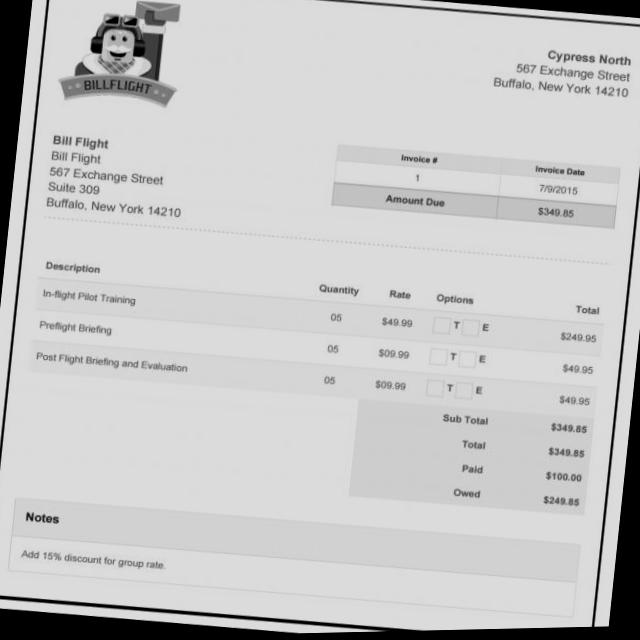 BILLFLIGHT
Cypress North
567 Exchange Street
Buffalo, New York 14210
Bill Flight
Bill Flight
567 Exchange Street
Suite 309
Buffalo, New York 14210
Invoice # Invoice Date
1 7/9/2015
Amount Due $349.85
Description Quantity Rate Options Total
In-flight Pilot Training 05 $49.99 T E $249.95
Preflight Briefing 05 $09.99 T E $49.95
Post Flight Briefing and Evaluation 05 $09.99 T E $49.95
Sub Total $349.85
Total $349.85
Paid $100.00
Owed $249.85
Notes
Add 15% discount for group rate.